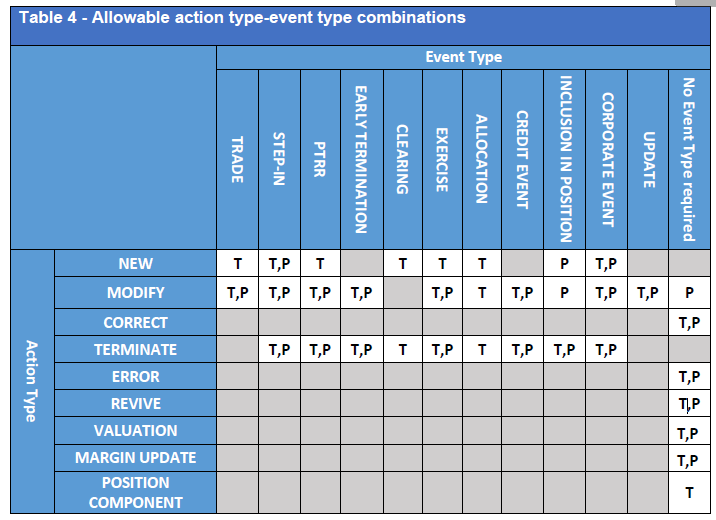 Table 4 - Allowable action type-event type combinations
Event Type
TRADE
STEP-IN
PTRR
EARLY TERMINATION
CLEARING
EXERCISE
ALLOCATION
CREDIT EVENT
INCLUSION IN POSITION
CORPORATE EVENT
UPDATE
No Event Type required
Action Type
NEW T T,P T T T T P T,P
MODIFY T,P T,P T,P T,P T,P T T,P P T,P T,P P
CORRECT T,P
TERMINATE T,P T,P T,P T T,P T T,P T,P T,P
ERROR T,P
REVIVE T,P
VALUATION T,P
MARGIN UPDATE T,P
POSITION
COMPONENT T